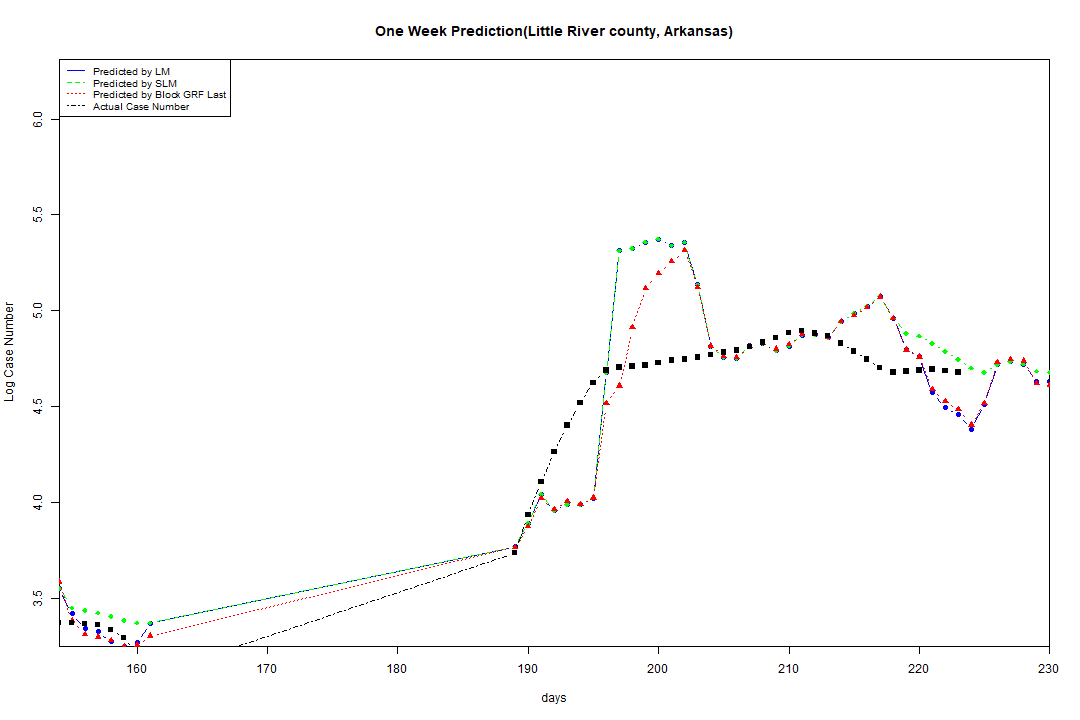 One Week Prediction(Little River county, Arkansas)
Predicted by LM
Predicted by SLM
Predicted by Block GRF Last
Actual Case Number
Log Case Number
6.0
5.5
5.0
4.5
4.0
3.5
160 170 180 190 200 210 220 230
days